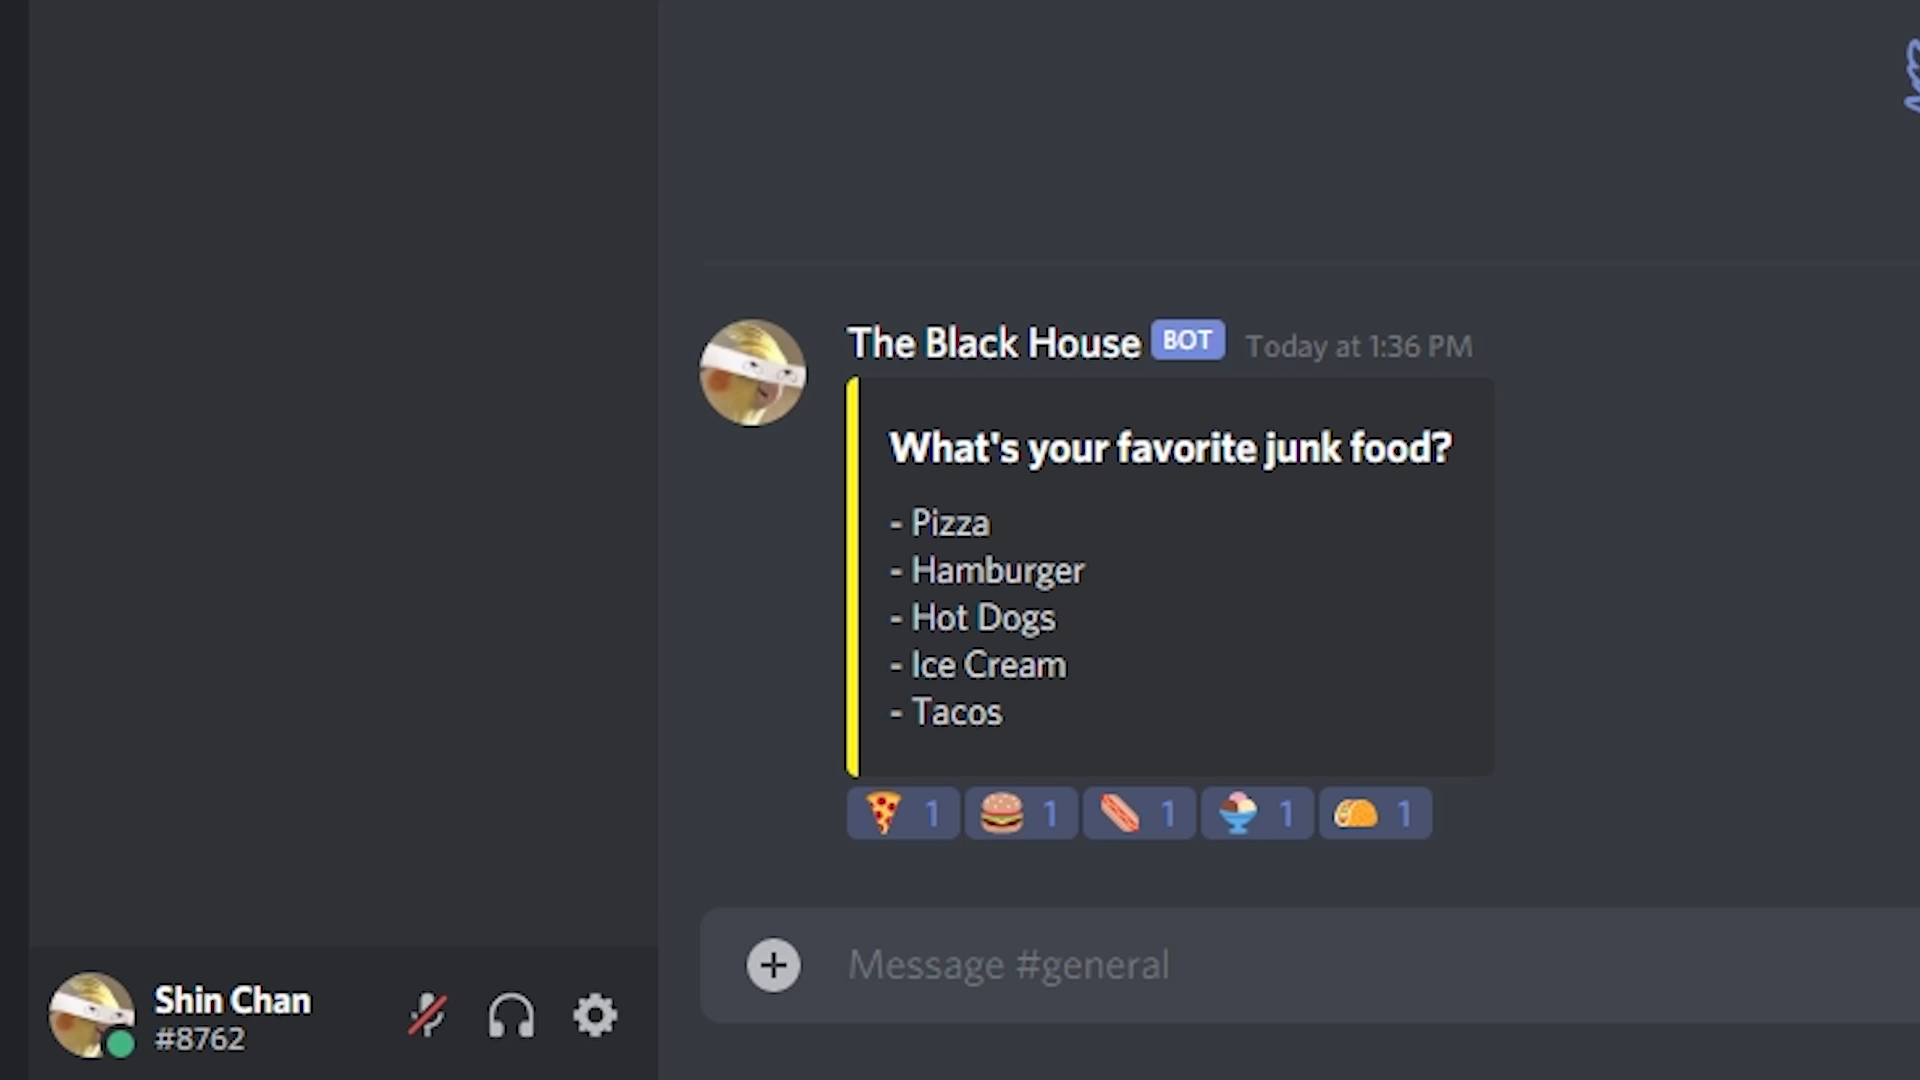 The Black House BOT Today at 1:36 PM
What's your favorite junk food?
- Pizza
- Hamburger
- Hot Dogs
- Ice Cream
- Tacos
1 1 1 1 1
Message #general
Shin Chan
#8762